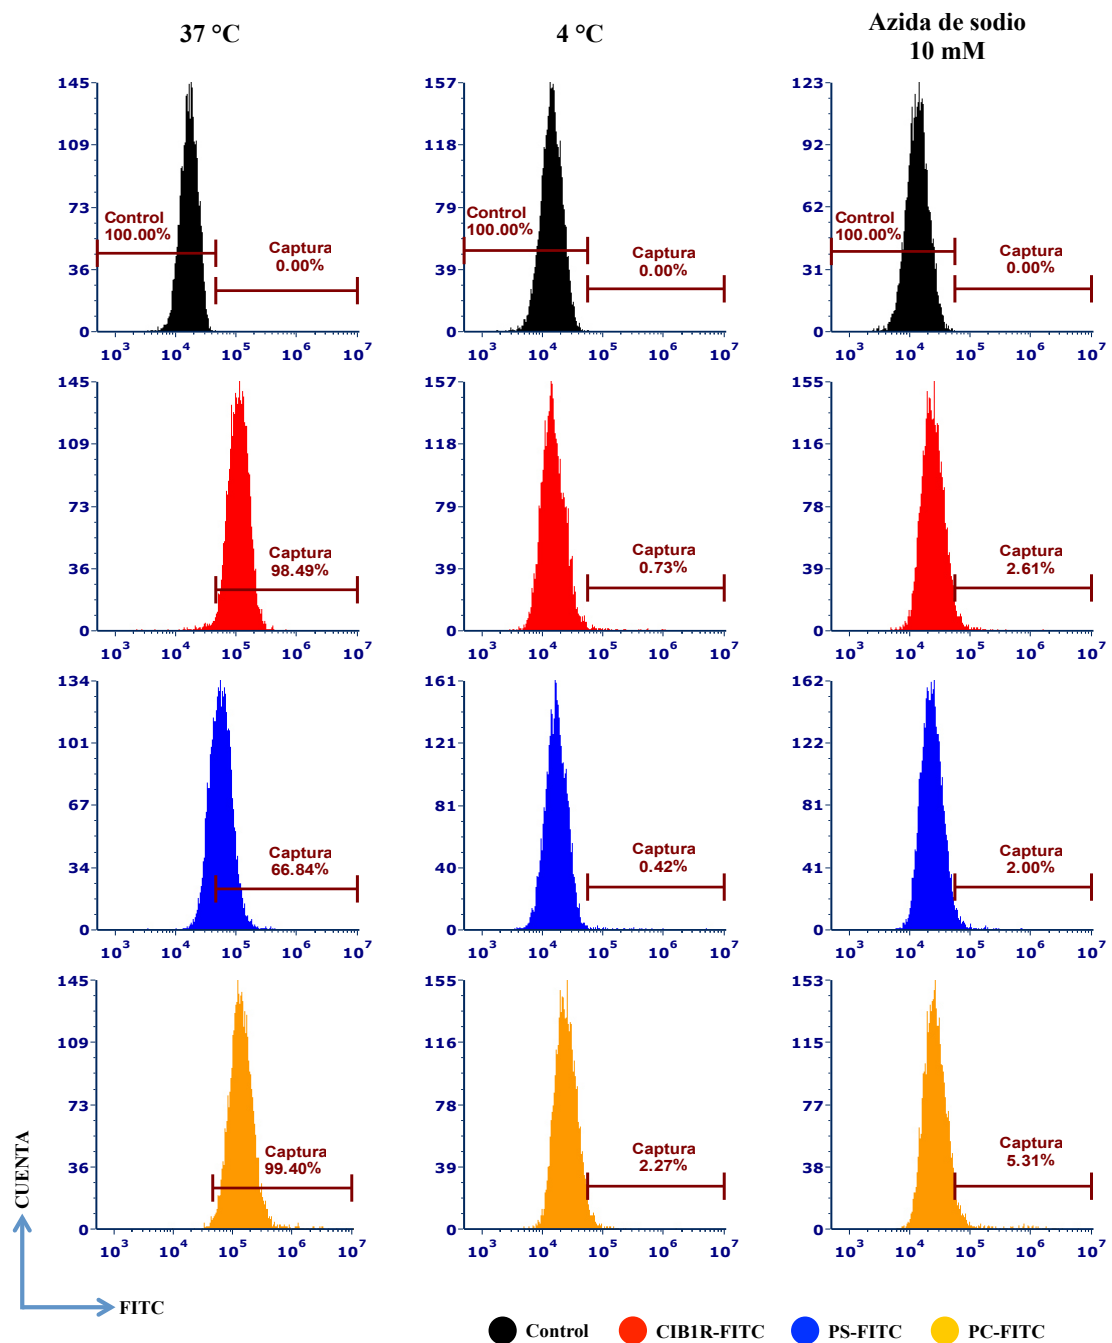 37 °C
4 °C
Azida de sodio
10 mM
145
109
73
36
0
Control
100.00%
Captura
0.00%
10³ 10⁴ 10⁵ 10⁶ 10⁷
157
118
79
39
0
Control
100.00%
Captura
0.00%
10³ 10⁴ 10⁵ 10⁶ 10⁷
123
92
62
31
0
Control
100.00%
Captura
0.00%
10³ 10⁴ 10⁵ 10⁶ 10⁷
145
109
73
36
0
Captura
98.49%
10³ 10⁴ 10⁵ 10⁶ 10⁷
157
118
79
39
0
Captura
0.73%
10³ 10⁴ 10⁵ 10⁶ 10⁷
157
116
78
39
0
Captura
2.61%
10³ 10⁴ 10⁵ 10⁶ 10⁷
134
101
67
34
0
Captura
66.84%
10³ 10⁴ 10⁵ 10⁶ 10⁷
161
121
81
40
0
Captura
0.42%
10³ 10⁴ 10⁵ 10⁶ 10⁷
162
122
81
41
0
Captura
2.00%
10³ 10⁴ 10⁵ 10⁶ 10⁷
145
109
73
36
0
Captura
99.40%
10³ 10⁴ 10⁵ 10⁶ 10⁷
155
116
78
39
0
Captura
2.27%
10³ 10⁴ 10⁵ 10⁶ 10⁷
153
115
77
38
0
Captura
5.31%
10³ 10⁴ 10⁵ 10⁶ 10⁷
CUENTA
FITC
Control
CIB1R-FITC
PS-FITC
PC-FITC